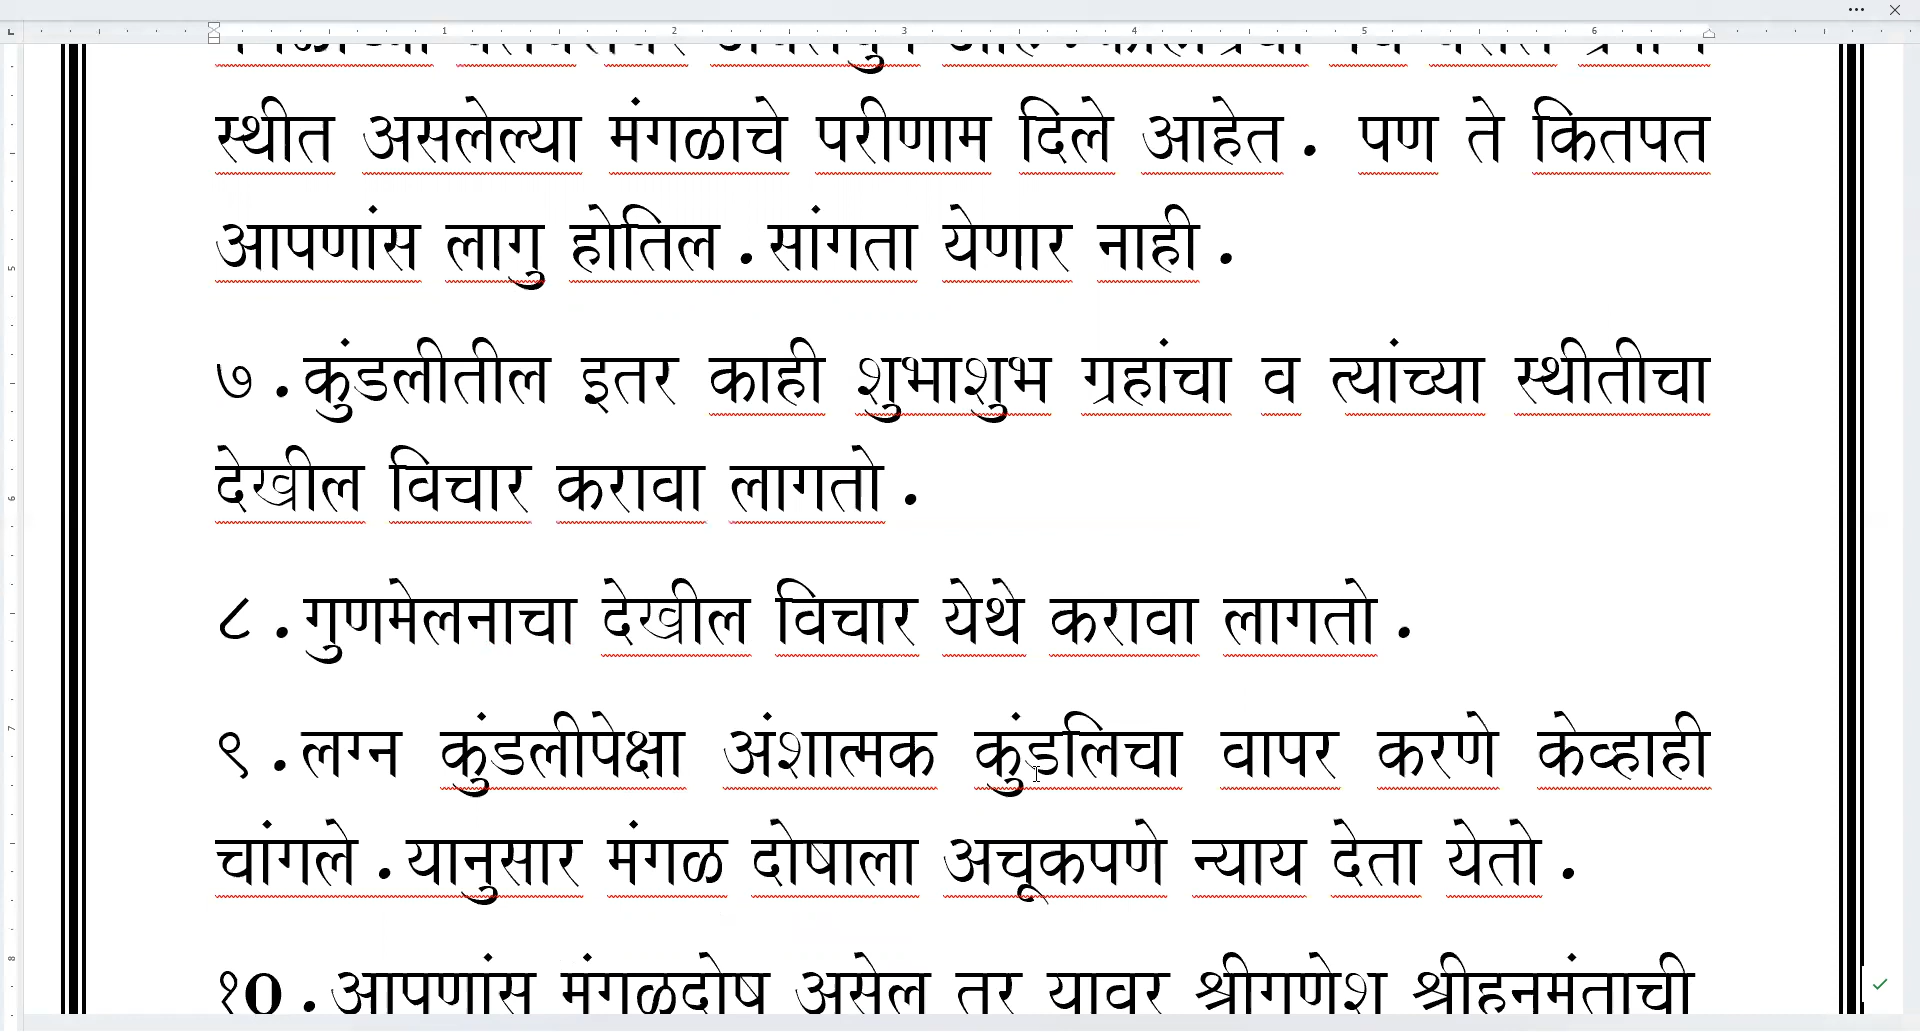 स्थीत असलेल्या मंगळाचे परीणाम दिले आहेत. पण ते कितपत
आपणांस लागु होतिल.सांगता येणार नाही.
७.कुंडलीतील इतर काही शुभाशुभ ग्रहांचा व त्यांच्या स्थीतीचा
देखील विचार करावा लागतो.
८.गुणमेलनाचा देखील विचार येथे करावा लागतो.
९.लग्न कुंडलीपेक्षा अंशात्मक कुंडलिचा वापर करणे केव्हाही
चांगले.यानुसार मंगळ दोषाला अचूकपणे न्याय देता येतो.
१0.आपणांस मंगळदोष असेल तर यावर श्रीगणेश श्रीहनमंताची